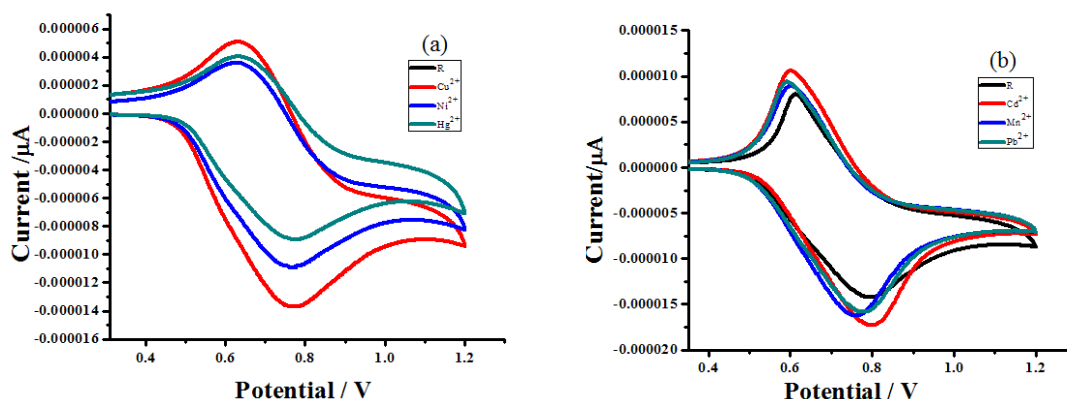 (a)
R
Cu2+
Ni2+
Hg2+
0.000006
0.000004
0.000002
0.000000
-0.000002
-0.000004
-0.000006
-0.000008
-0.000010
-0.000012
-0.000014
-0.000016
Current /µA
0.4 0.6 0.8 1.0 1.2
Potential / V
(b)
R
Cd2+
Mn2+
Pb2+
0.000015
0.000010
0.000005
0.000000
-0.000005
-0.000010
-0.000015
-0.000020
Current/µA
0.4 0.6 0.8 1.0 1.2
Potential / V